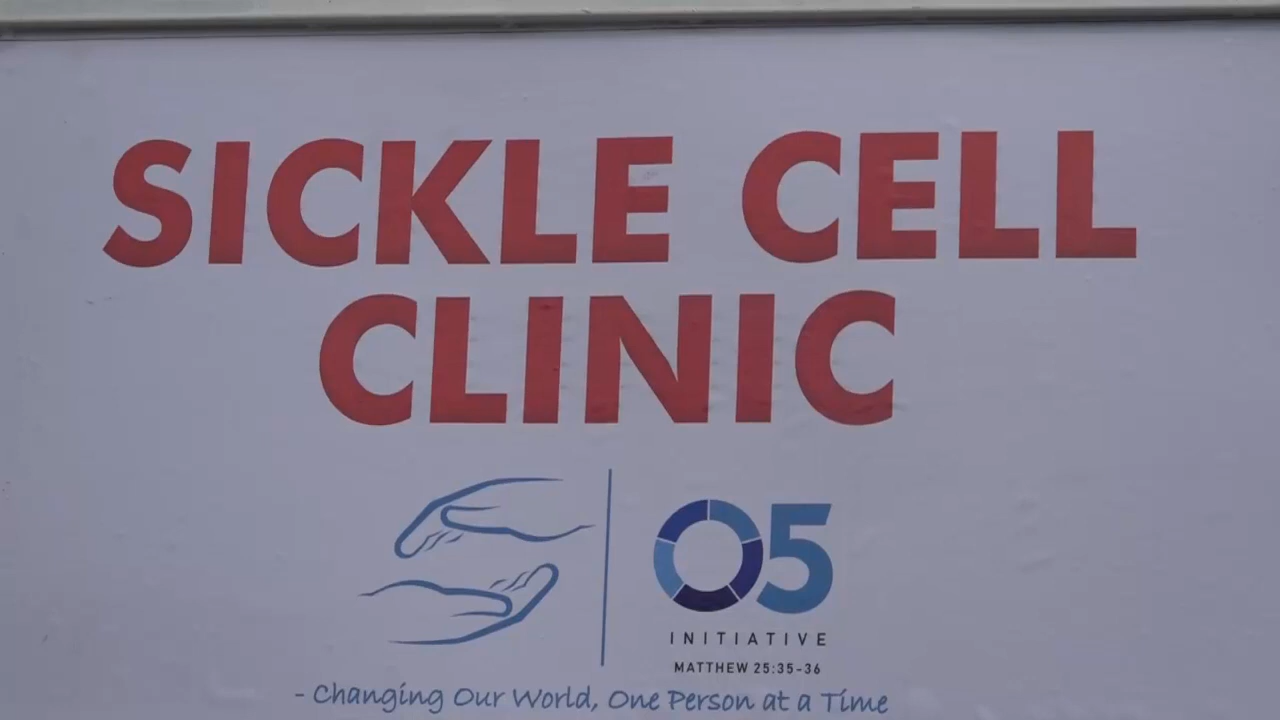 SICKLE CELL
CLINIC
O5
INITIATIVE
MATTHEW 25:35-36
- Changing Our World, One Person at a Time